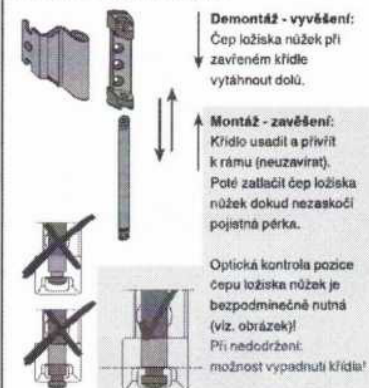 Demontáž - vyvěšení:
Čep ložiska nůžek při
zavřeném křídle
vytáhnout dolů.
Montáž - zavěšení:
Křídlo usadit a přivřít
k rámu (neuzavírat).
Poté zatlačit čep ložiska
nůžek dokud nezaskočí
pojistná pérka.
Optická kontrola pozice
čepu ložiska nůžek je
bezpodmínečně nutná
(viz. obrázek)!
Při nedodržení:
možnost vypadnutí křídla!